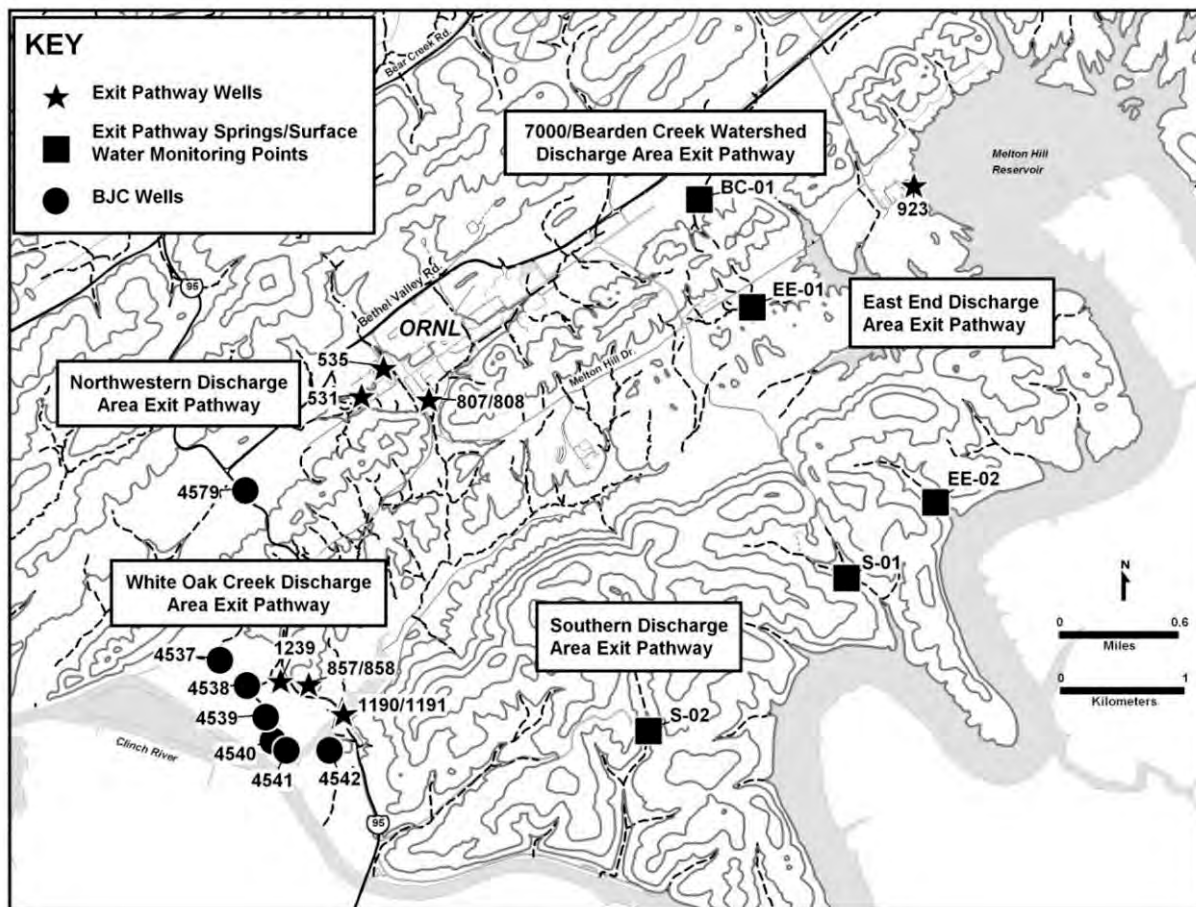 KEY
Exit Pathway Wells
Exit Pathway Springs/Surface
Water Monitoring Points
BJC Wells
Bear Creek Rd.
7000/Bearden Creek Watershed
Discharge Area Exit Pathway
Melton Hill
Reservoir
BC-01
923
95
Bethel Valley Rd.
EE-01
East End Discharge
Area Exit Pathway
ORNL
535
Northwestern Discharge
Area Exit Pathway
531
807/808
Melton Hill Dr.
4579
EE-02
White Oak Creek Discharge
Area Exit Pathway
S-01
N
Southern Discharge
Area Exit Pathway
0
0.6
Miles
1239
4537
857/858
4538
0
1
Kilometers
1190/1191
4539
S-02
Clinch River
4540
4541
4542
95